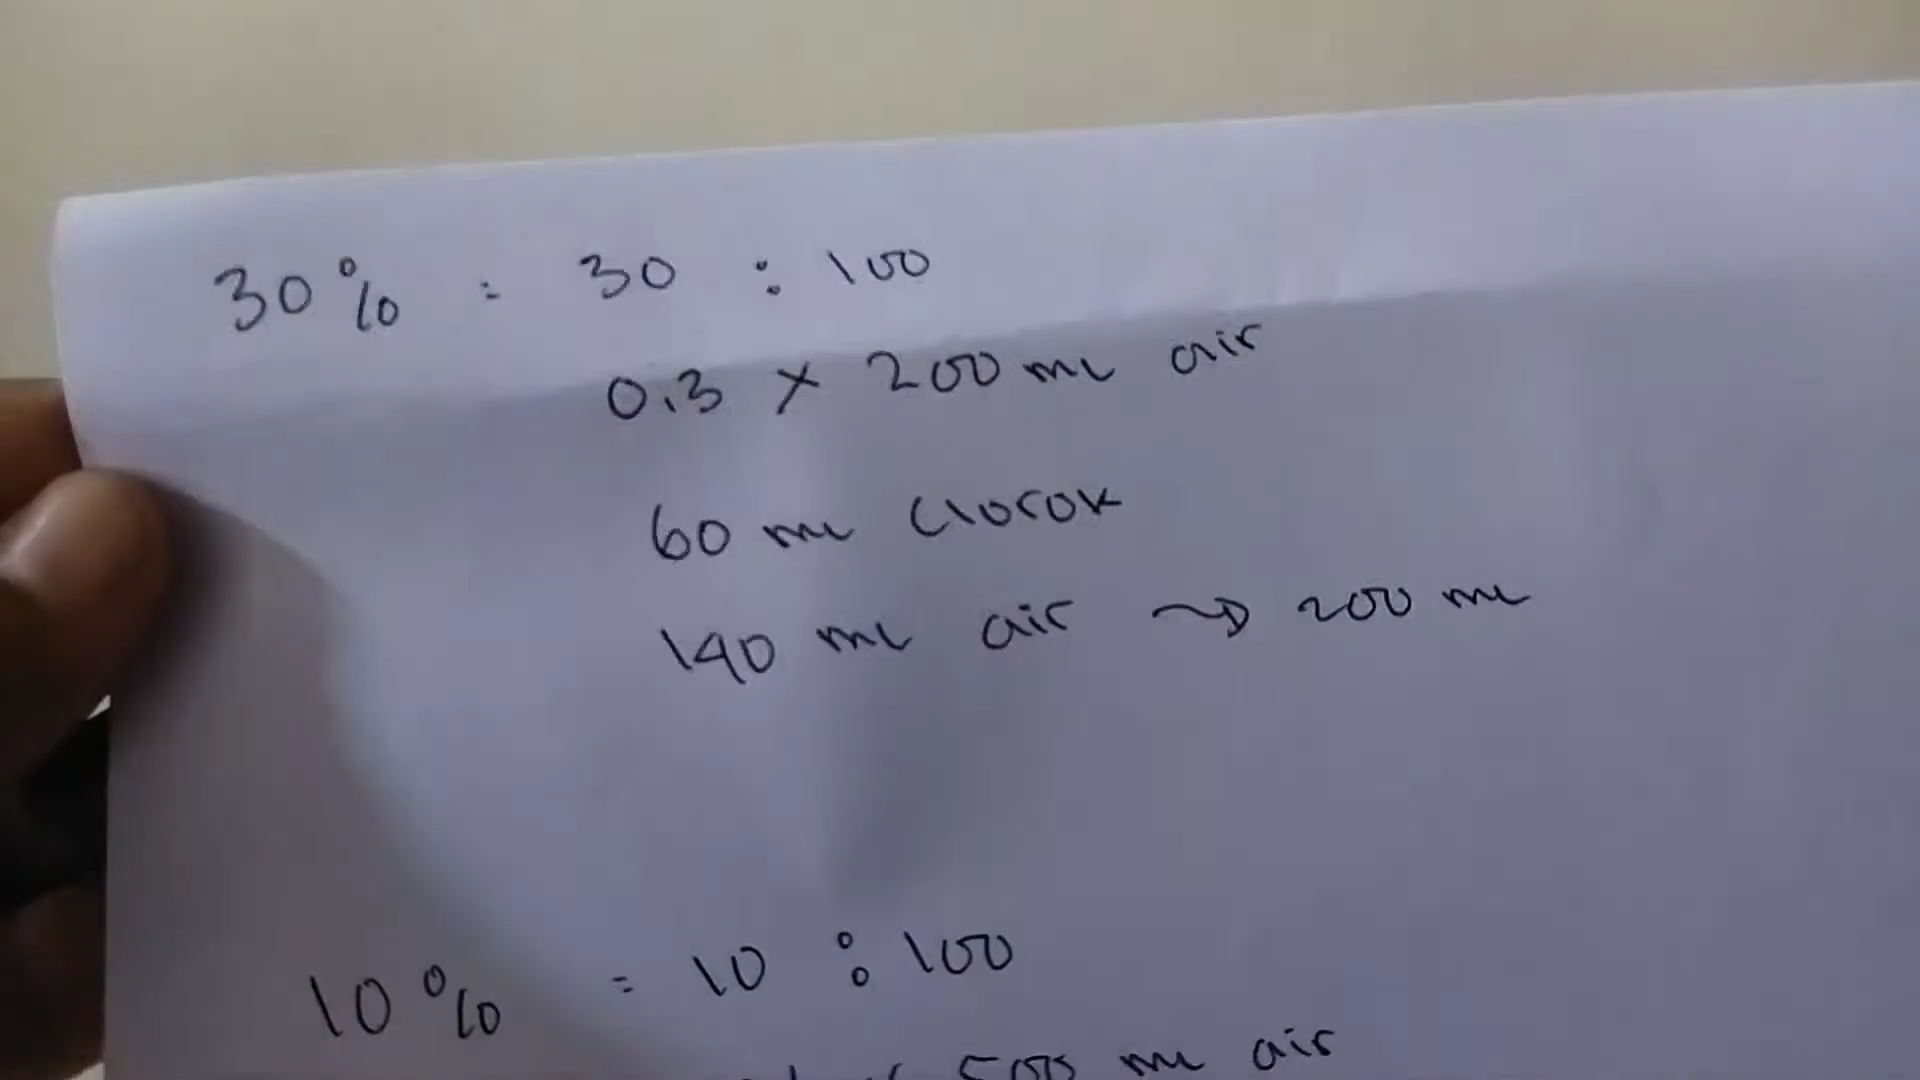 30% = 30 : 100
0.3 x 200 ml air
60 ml Clorok
140 ml air → 200 ml
10% = 10 : 100
x 500 ml air